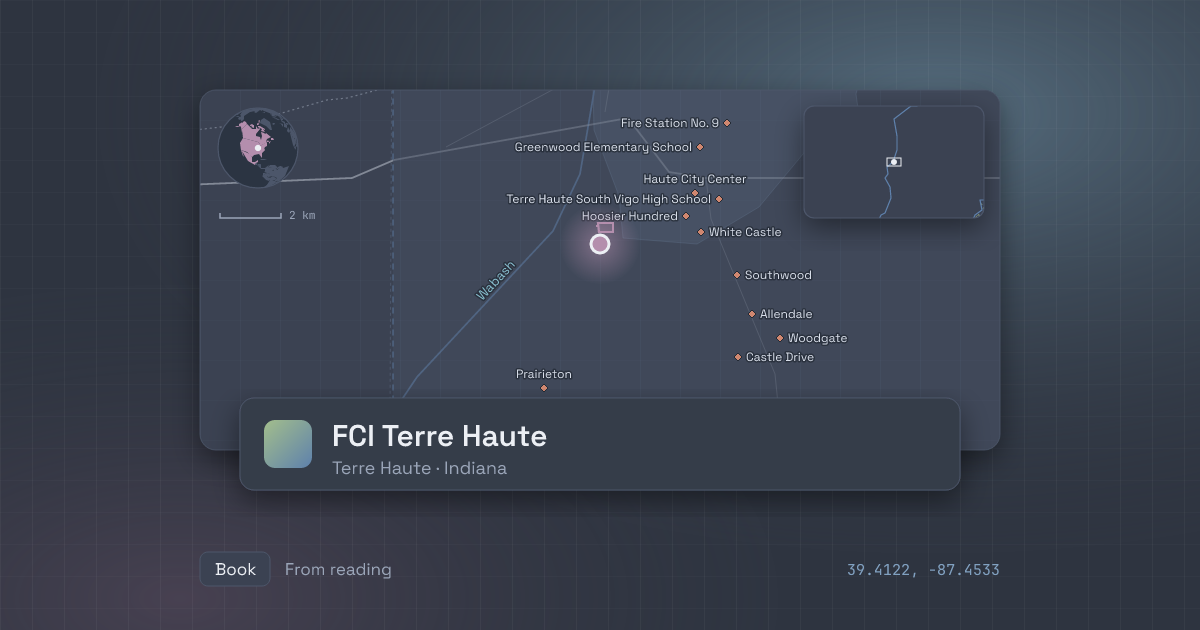 Fire Station No. 9
Greenwood Elementary School
Haute City Center
Terre Haute South Vigo High School
Hoosier Hundred
2 km
White Castle
Wabash
Southwood
Allendale
Woodgate
Castle Drive
Prairieton
FCI Terre Haute
Terre Haute · Indiana
Book From reading
39.4122, -87.4533